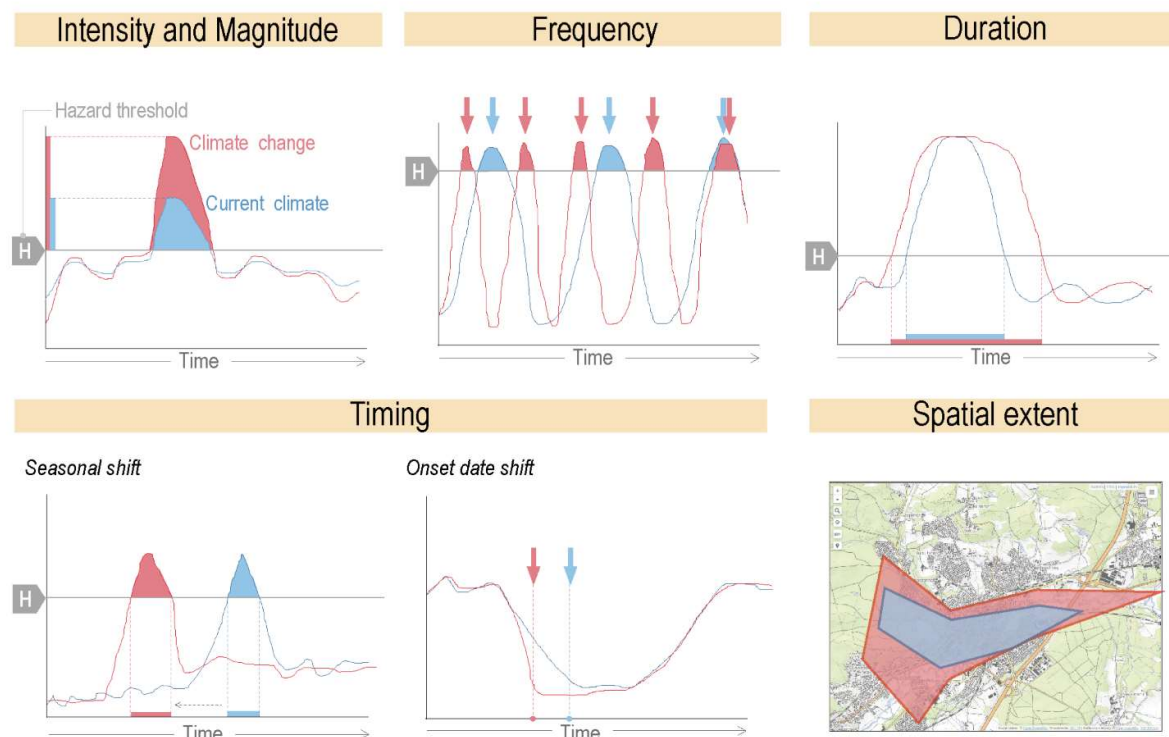 Intensity and Magnitude
Frequency
Duration
Hazard threshold
Climate change
Current climate
H
Time
H
Time
H
Time
Timing
Spatial extent
Seasonal shift
Onset date shift
H
Time
Time